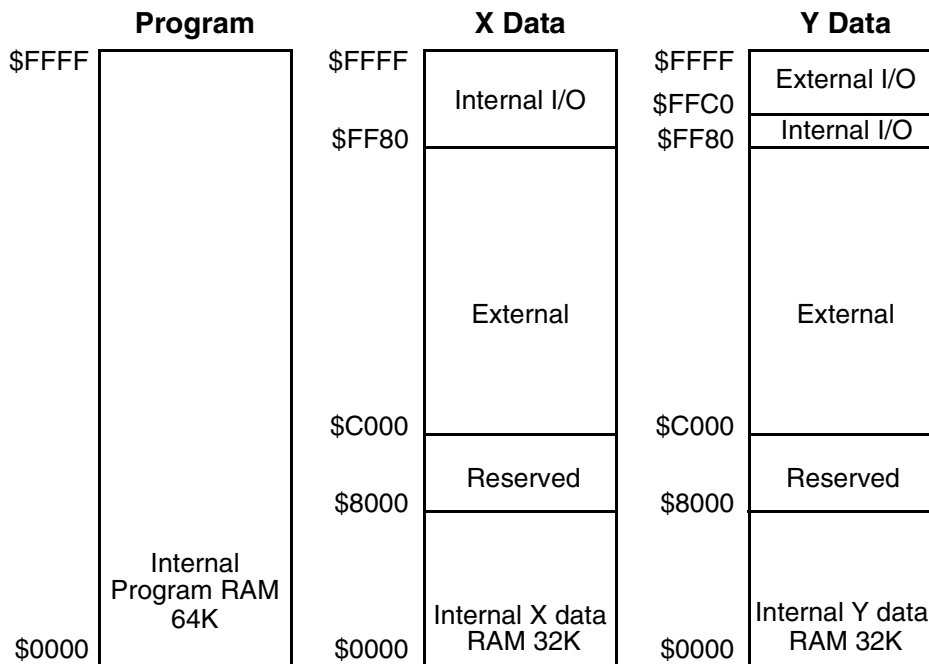 Program
$FFFF
Internal
Program RAM
64K
$0000
X Data
$FFFF
Internal I/O
$FF80
External
$C000
Reserved
$8000
Internal X data
RAM 32K
$0000
Y Data
$FFFF
External I/O
$FFC0
Internal I/O
$FF80
External
$C000
Reserved
$8000
Internal Y data
RAM 32K
$0000